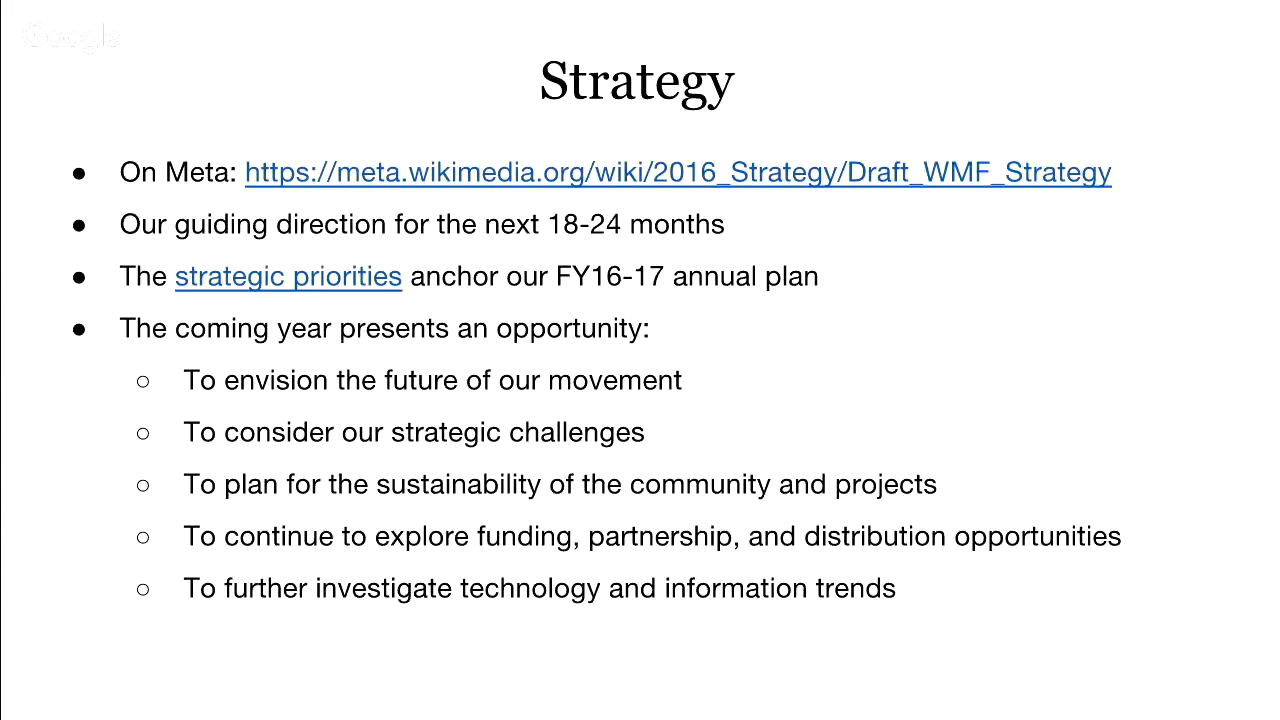 Google
Strategy
● On Meta: https://meta.wikimedia.org/wiki/2016_Strategy/Draft_WMF_Strategy
● Our guiding direction for the next 18-24 months
● The strategic priorities anchor our FY16-17 annual plan
● The coming year presents an opportunity:
○ To envision the future of our movement
○ To consider our strategic challenges
○ To plan for the sustainability of the community and projects
○ To continue to explore funding, partnership, and distribution opportunities
○ To further investigate technology and information trends